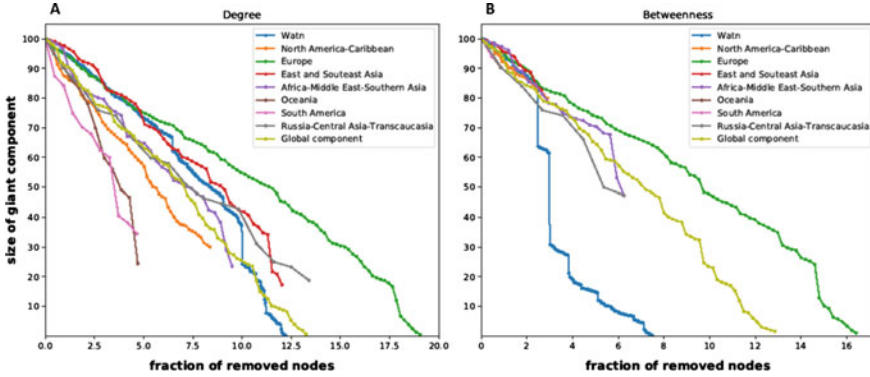 A
Degree
size of giant component
100
90
80
70
60
50
40
30
20
10
0.0 2.5 5.0 7.5 10.0 12.5 15.0 17.5 20.0
fraction of removed nodes
Watn
North America-Caribbean
Europe
East and Souteast Asia
Africa-Middle East-Southern Asia
Oceania
South America
Russia-Central Asia-Transcaucasia
Global component
B
Betweenness
100
90
80
70
60
50
40
30
20
10
0 2 4 6 8 10 12 14 16
fraction of removed nodes
Watn
North America-Caribbean
Europe
East and Souteast Asia
Africa-Middle East-Southern Asia
Oceania
South America
Russia-Central Asia-Transcaucasia
Global component